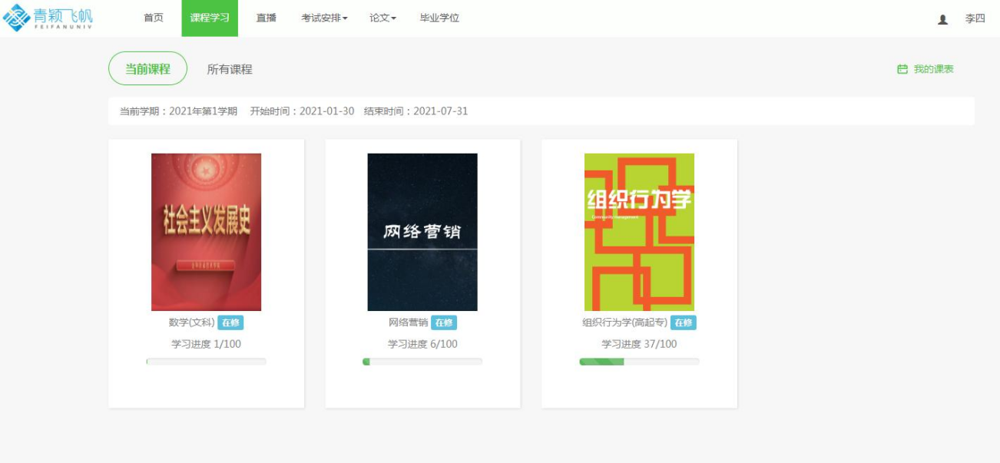 青颖飞帆
FEIFANUNIV
首页 课程学习 直播 考试安排 论文 毕业学位 李四
当前课程 所有课程 我的课表
当前学期：2021年第1学期 开始时间：2021-01-30 结束时间：2021-07-31
社会主义发展史
网络营销
组织行为学
Community Management
数学(文科) 在修
学习进度 1/100
网络营销 在修
学习进度 6/100
组织行为学(高起专) 在修
学习进度 37/100